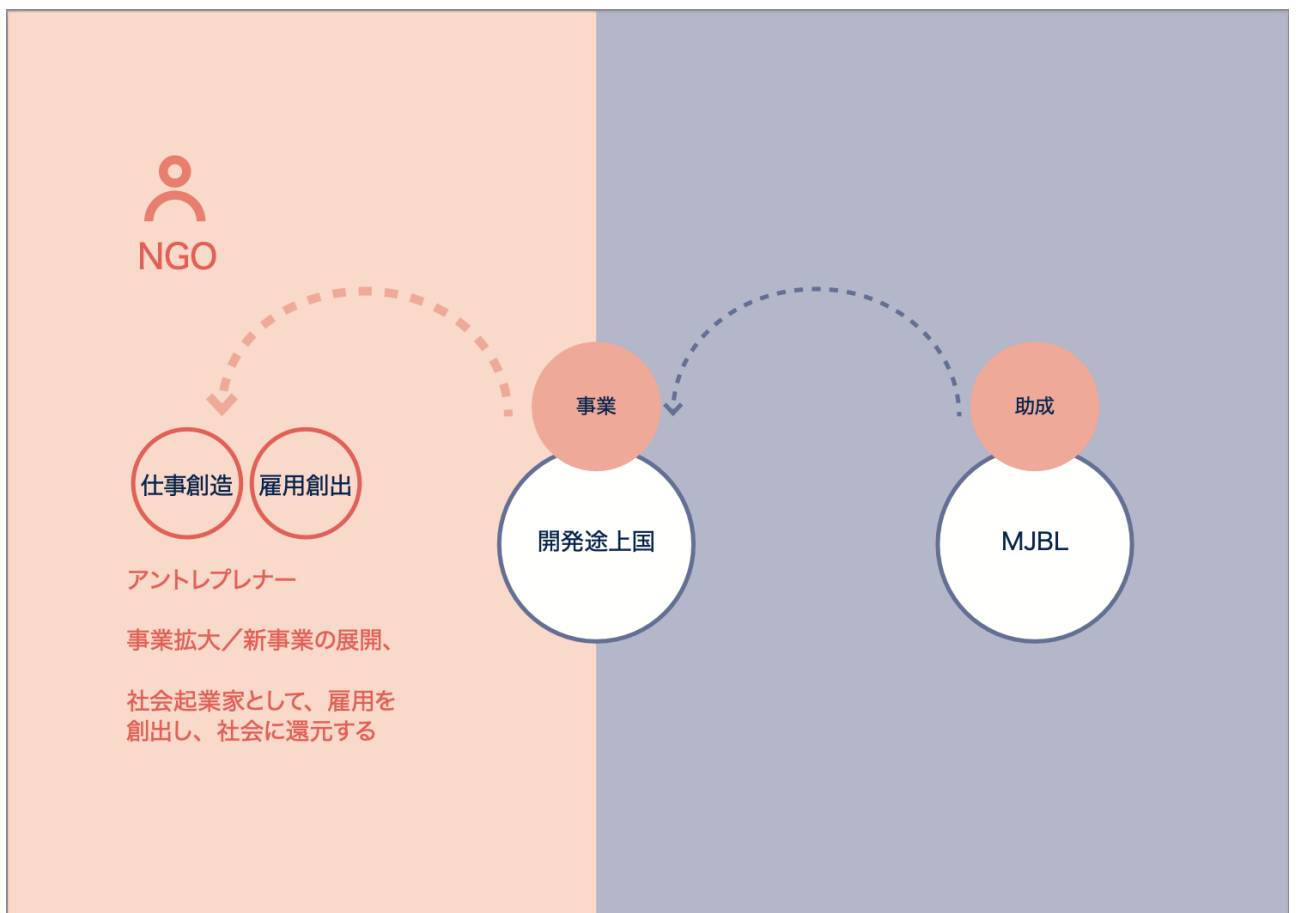 NGO
事業
助成
仕事創造
雇用創出
開発途上国
MJBL
アントレプレナー
事業拡大／新事業の展開、
社会起業家として、雇用を
創出し、社会に還元する